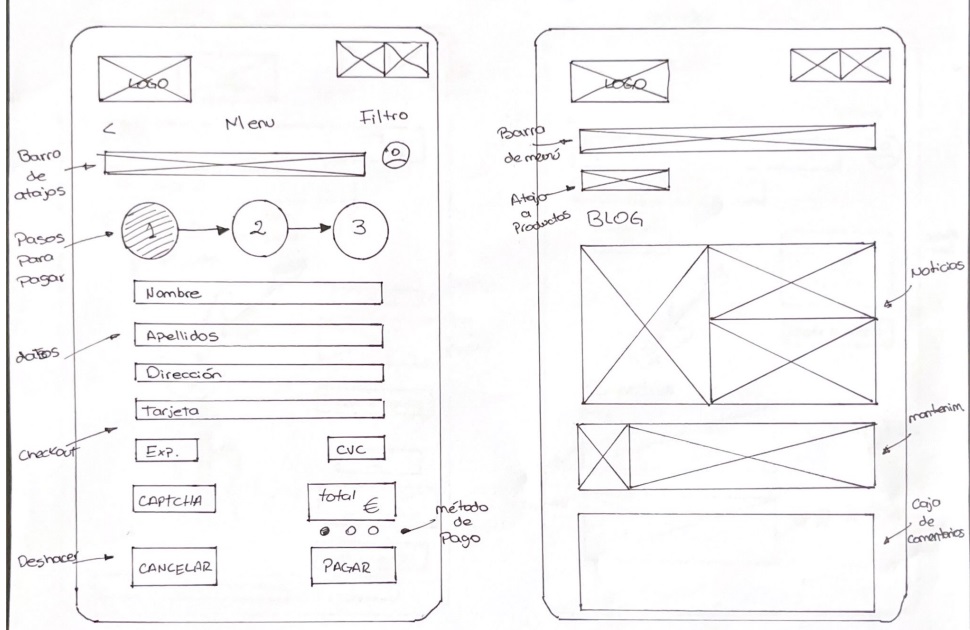 LOGO
<
Menu
Filtro
Barra
de
atajos
1
2
3
Pasos
para
pagar
Nombre
Apellidos
datos
Dirección
Tarjeta
Checkout
Exp.
CVC
CAPTCHA
total
€
método
de
Pago
Deshacer
CANCELAR
PAGAR
LOGO
Barra
de menú
Atajo
a
Productos
BLOG
Noticias
mantenim.
Caja
de
comentarios